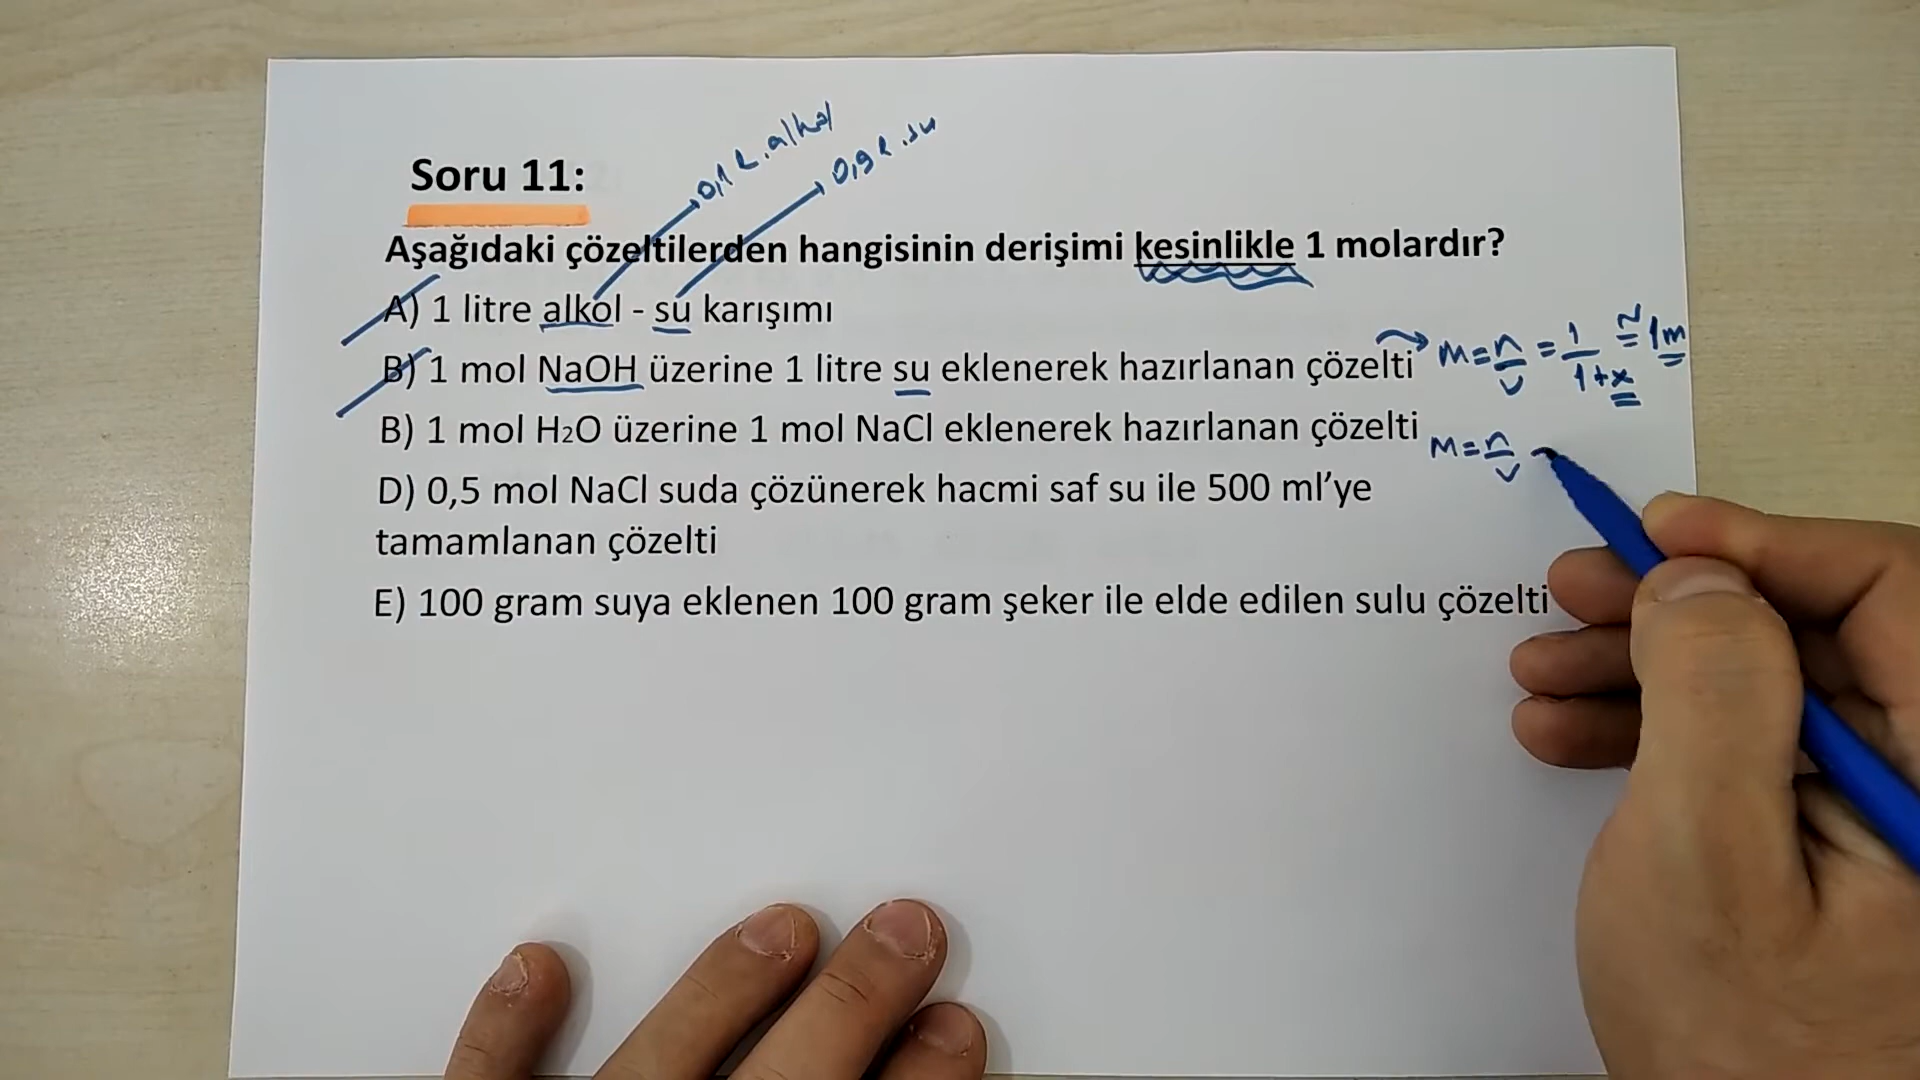 0,1 L. alkol
0,9 L. su
Soru 11:
Aşağıdaki çözeltilerden hangisinin derişimi kesinlikle 1 molardır?
A) 1 litre alkol - su karışımı
B) 1 mol NaOH üzerine 1 litre su eklenerek hazırlanan çözelti
M = n/v = 1/1+x ≅ 1m
B) 1 mol H₂O üzerine 1 mol NaCl eklenerek hazırlanan çözelti
M = n/v
D) 0,5 mol NaCl suda çözünerek hacmi saf su ile 500 ml’ye
tamamlanan çözelti
E) 100 gram suya eklenen 100 gram şeker ile elde edilen sulu çözelti